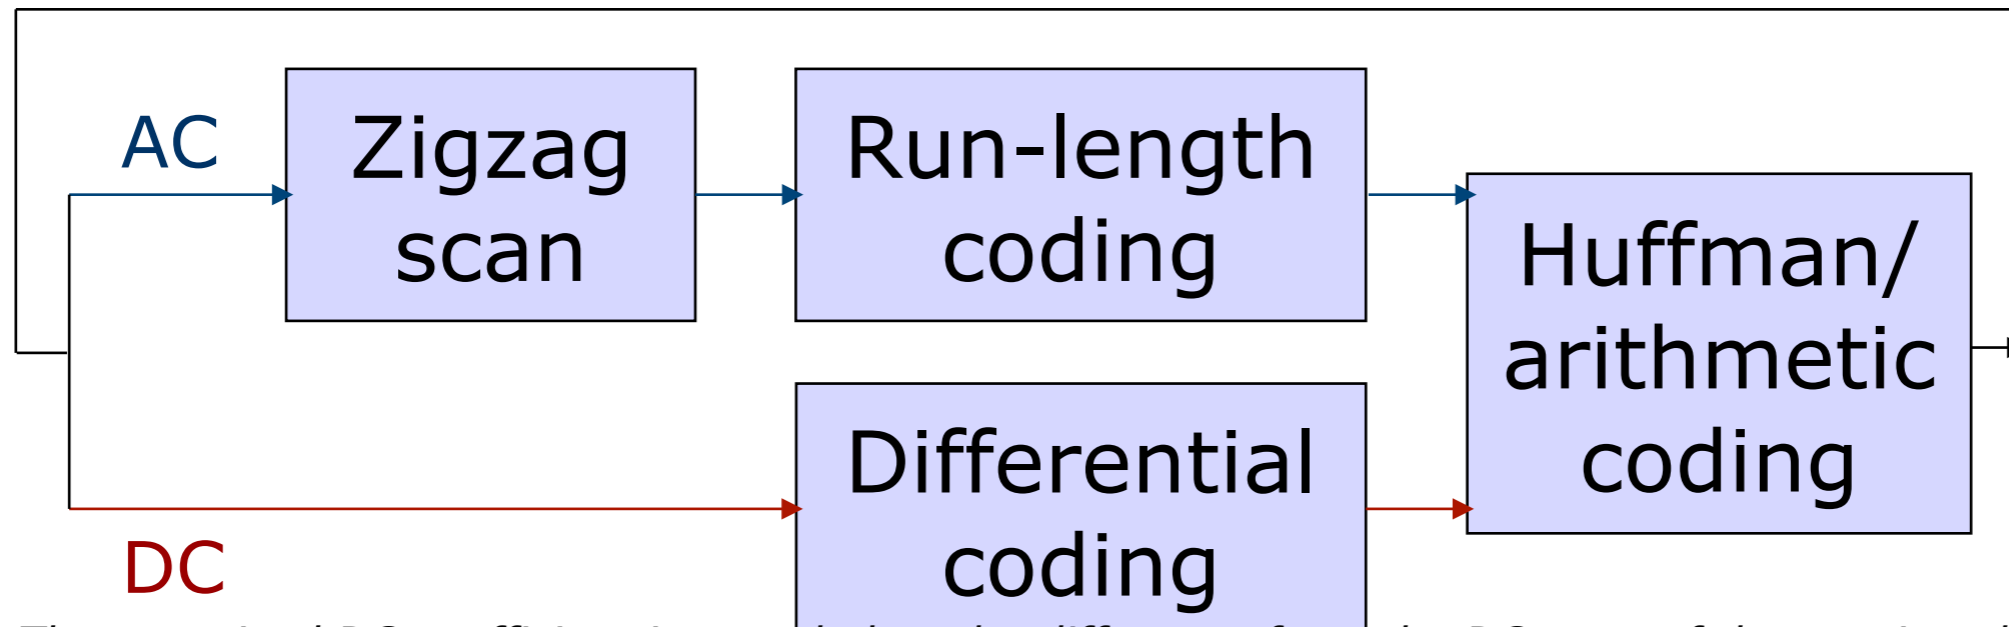 AC
Zigzag
scan
Run-length
coding
Huffman/
arithmetic
coding
Differential
coding
DC